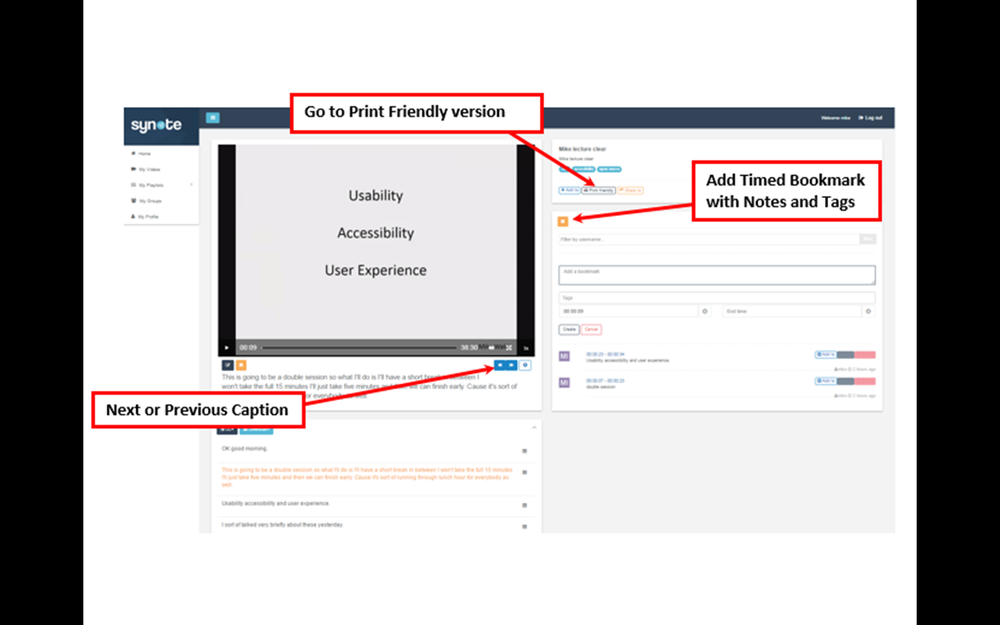 Go to Print Friendly version
synote
Welcome mike
Log out
Home
My Videos
My Playlists
My Groups
My Profile
Usability
Accessibility
User Experience
00:09
38:30
This is going to be a double session so what I'll do is I'll have a short break in between I
won't take the full 15 minutes I'll just take five minutes and then we can finish early. Cause it's sort of
for everybody as well.
Next or Previous Caption
OK good morning.
This is going to be a double session so what I'll do is I'll have a short break in between I won't take the full 15 minutes
I'll just take five minutes and then we can finish early. Cause it's sort of running through lunch hour for everybody as
well.
Usability accessibility and user experience.
I sort of talked very briefly about these yesterday.
Mike lecture clear
Mike lecture clear
accessibility
open source
Add to
Print friendly
Share to
Add Timed Bookmark
with Notes and Tags
Filter by username...
Add a bookmark
Tags
00:00:09
End time
Create
Cancel
MI
00:00:23 - 00:00:34
Usability accessibility and user experience.
Add to
mike 2 hours ago
MI
00:00:07 - 00:00:23
double session
Add to
mike 2 hours ago